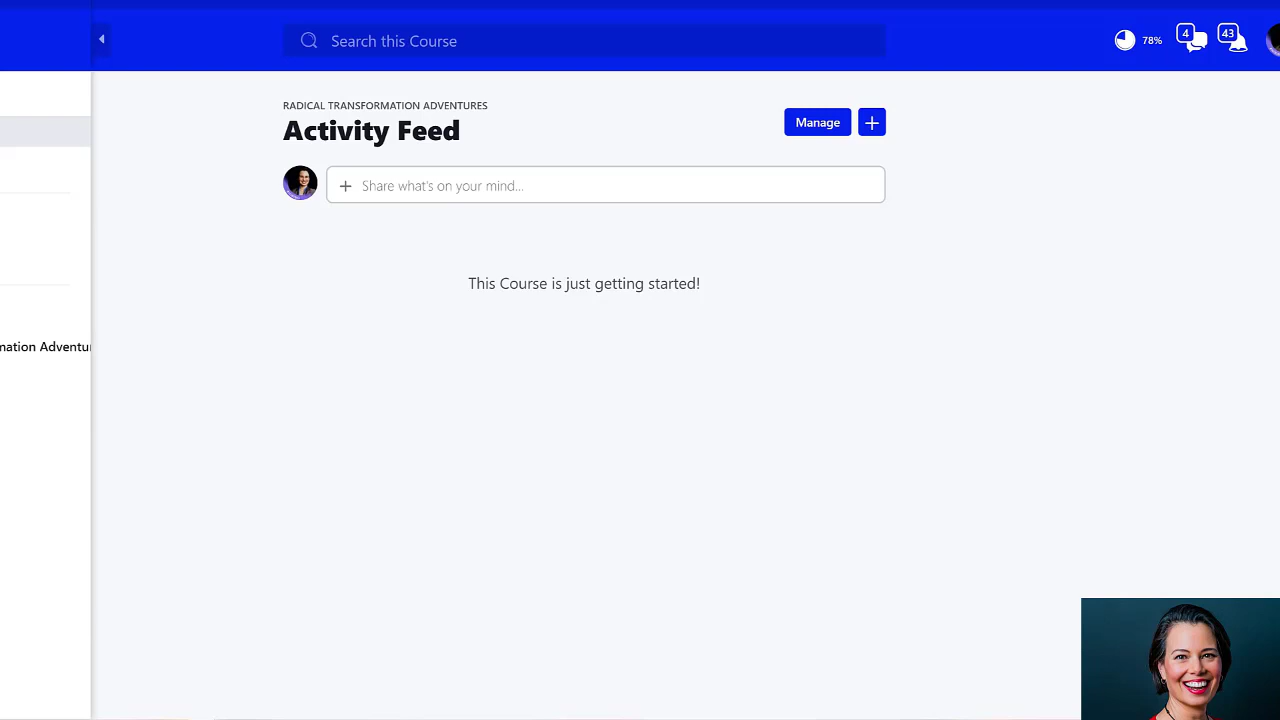 Search this Course
78%
4
43
RADICAL TRANSFORMATION ADVENTURES
Activity Feed
Manage
Share what's on your mind...
This Course is just getting started!
mation Adventu